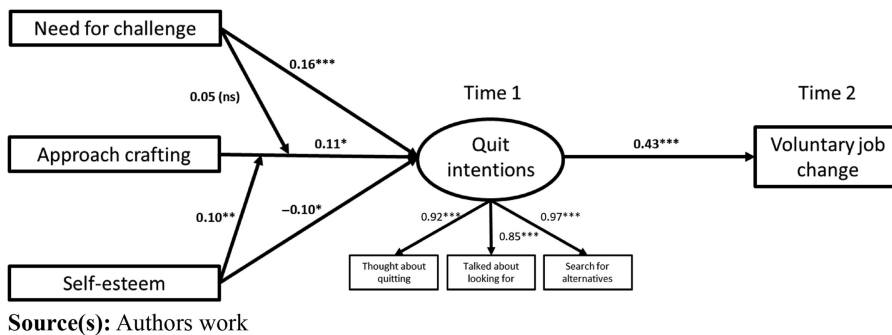 Need for challenge
0.16***
Time 1
Time 2
0.05 (ns)
Approach crafting
0.11*
Quit
intentions
0.43***
Voluntary job
change
0.10**
−0.10*
0.92***
0.85***
0.97***
Thought about
quitting
Talked about
looking for
Search for
alternatives
Self-esteem
Source(s): Authors work